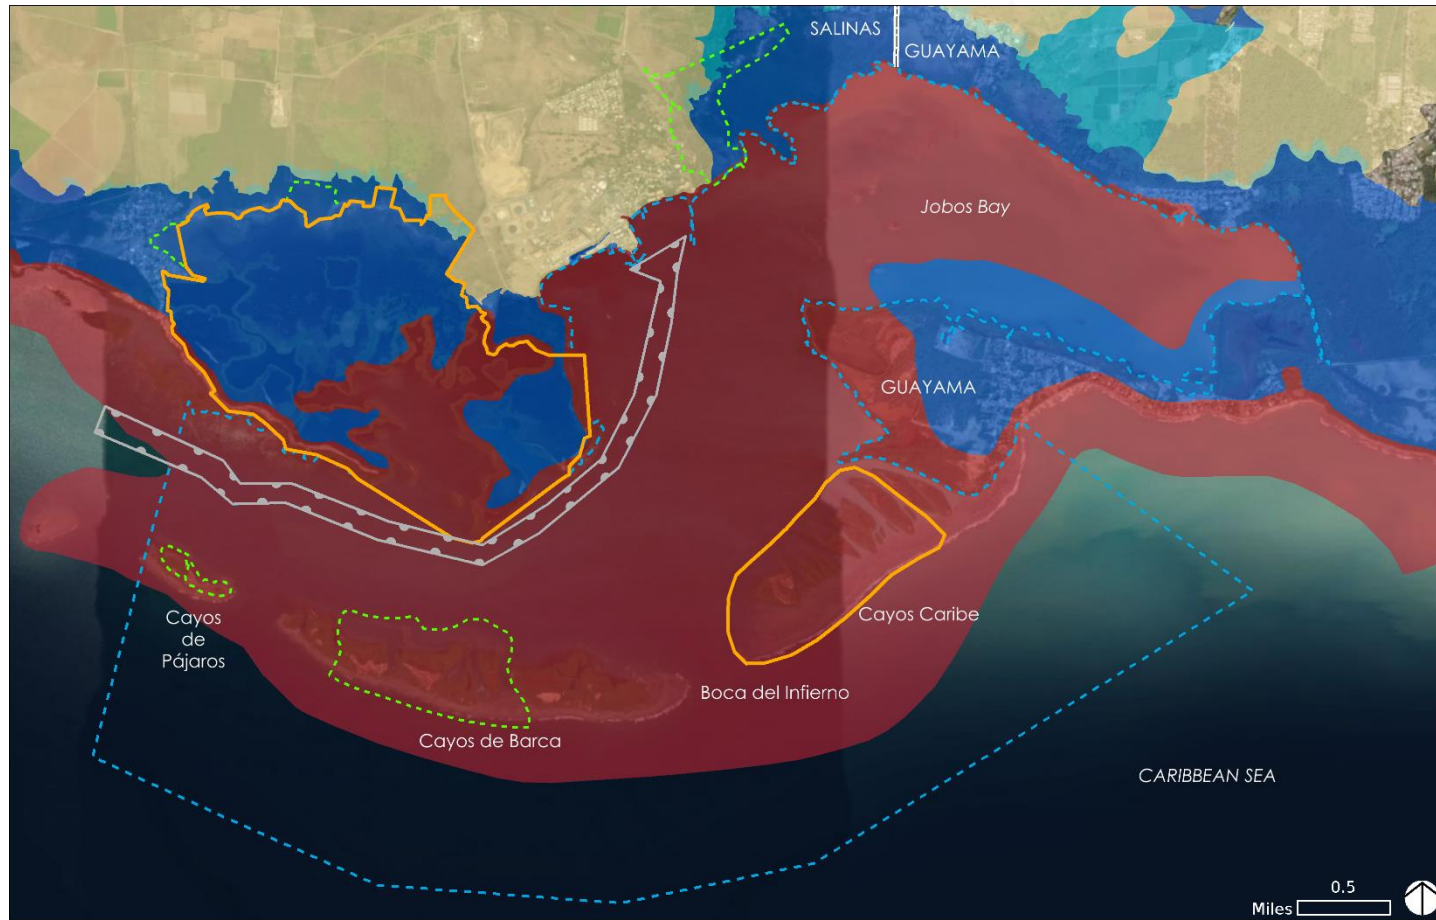 SALINAS
GUAYAMA
Jobos Bay
GUAYAMA
Cayos
de
Pájaros
Cayos Caribe
Boca del Infierno
Cayos de Barca
CARIBBEAN SEA
0.5
Miles